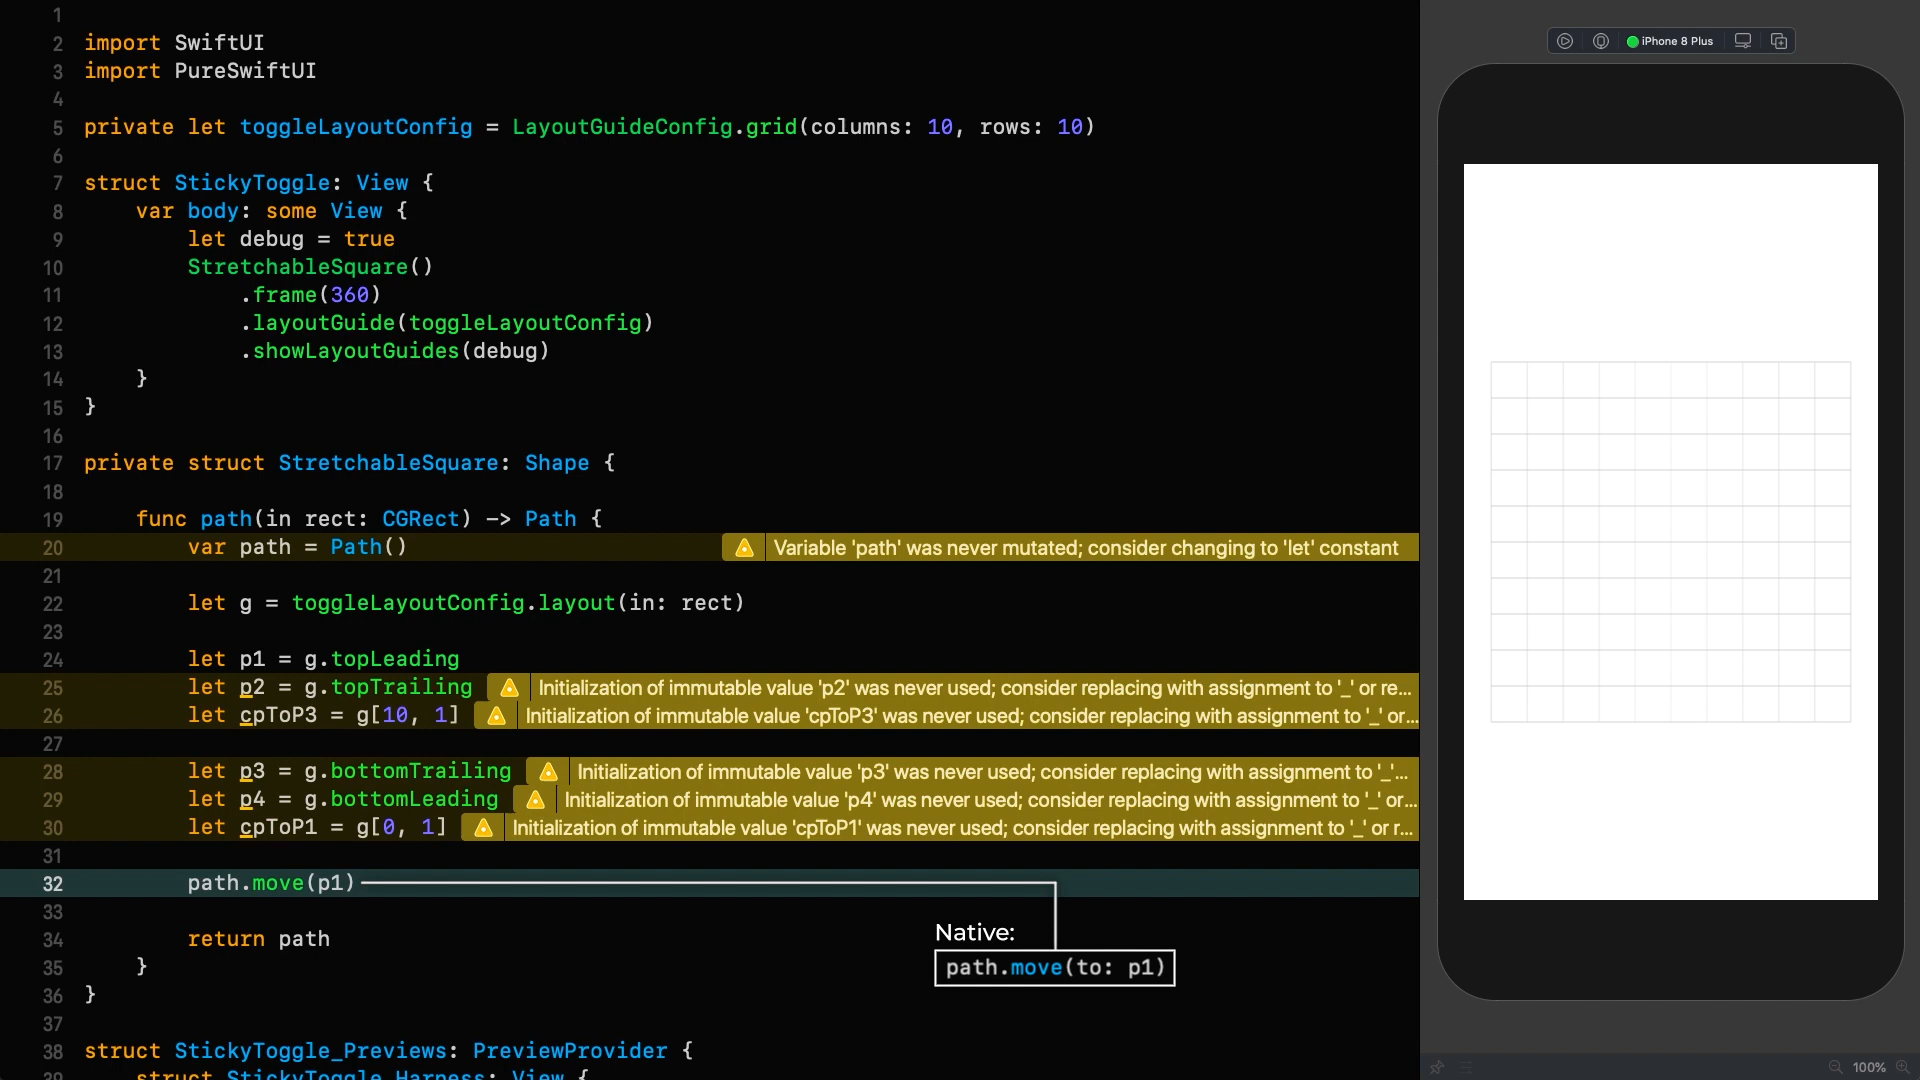 1
2 import SwiftUI
3 import PureSwiftUI
4
5 private let toggleLayoutConfig = LayoutGuideConfig.grid(columns: 10, rows: 10)
6
7 struct StickyToggle: View {
8 var body: some View {
9 let debug = true
10 StretchableSquare()
11 .frame(360)
12 .layoutGuide(toggleLayoutConfig)
13 .showLayoutGuides(debug)
14 }
15 }
16
17 private struct StretchableSquare: Shape {
18
19 func path(in rect: CGRect) -> Path {
20 var path = Path() Variable 'path' was never mutated; consider changing to 'let' constant
21
22 let g = toggleLayoutConfig.layout(in: rect)
23
24 let p1 = g.topLeading
25 let p2 = g.topTrailing Initialization of immutable value 'p2' was never used; consider replacing with assignment to '_' or re...
26 let cpToP3 = g[10, 1] Initialization of immutable value 'cpToP3' was never used; consider replacing with assignment to '_' or...
27
28 let p3 = g.bottomTrailing Initialization of immutable value 'p3' was never used; consider replacing with assignment to '_'...
29 let p4 = g.bottomLeading Initialization of immutable value 'p4' was never used; consider replacing with assignment to '_' or...
30 let cpToP1 = g[0, 1] Initialization of immutable value 'cpToP1' was never used; consider replacing with assignment to '_' or r...
31
32 path.move(p1)
33
34 return path
35 }
36 }
37
38 struct StickyToggle_Previews: PreviewProvider {
39 struct StickyToggle_Harness: View {
Native:
path.move(to: p1)
iPhone 8 Plus
100%